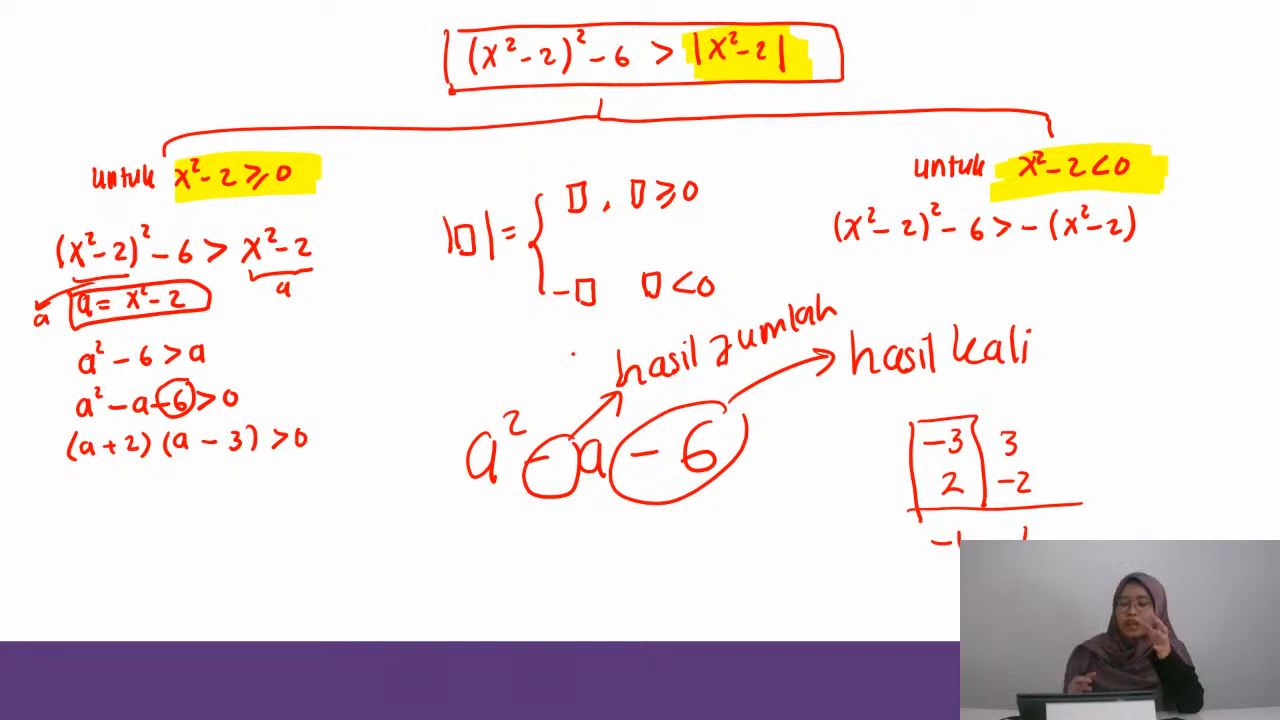 (x²-2)²-6 > |x²-2|
untuk x²-2 ≥ 0
(x²-2)²-6 > x²-2
a
a
a = x²-2
a²-6 > a
a²-a-6 > 0
(a+2)(a-3) > 0
|□| = { □, □ ≥ 0
-□ □ < 0
hasil jumlah
hasil kali
a²-a-6
untuk x²-2 < 0
(x²-2)²-6 > -(x²-2)
-3 3
2 -2